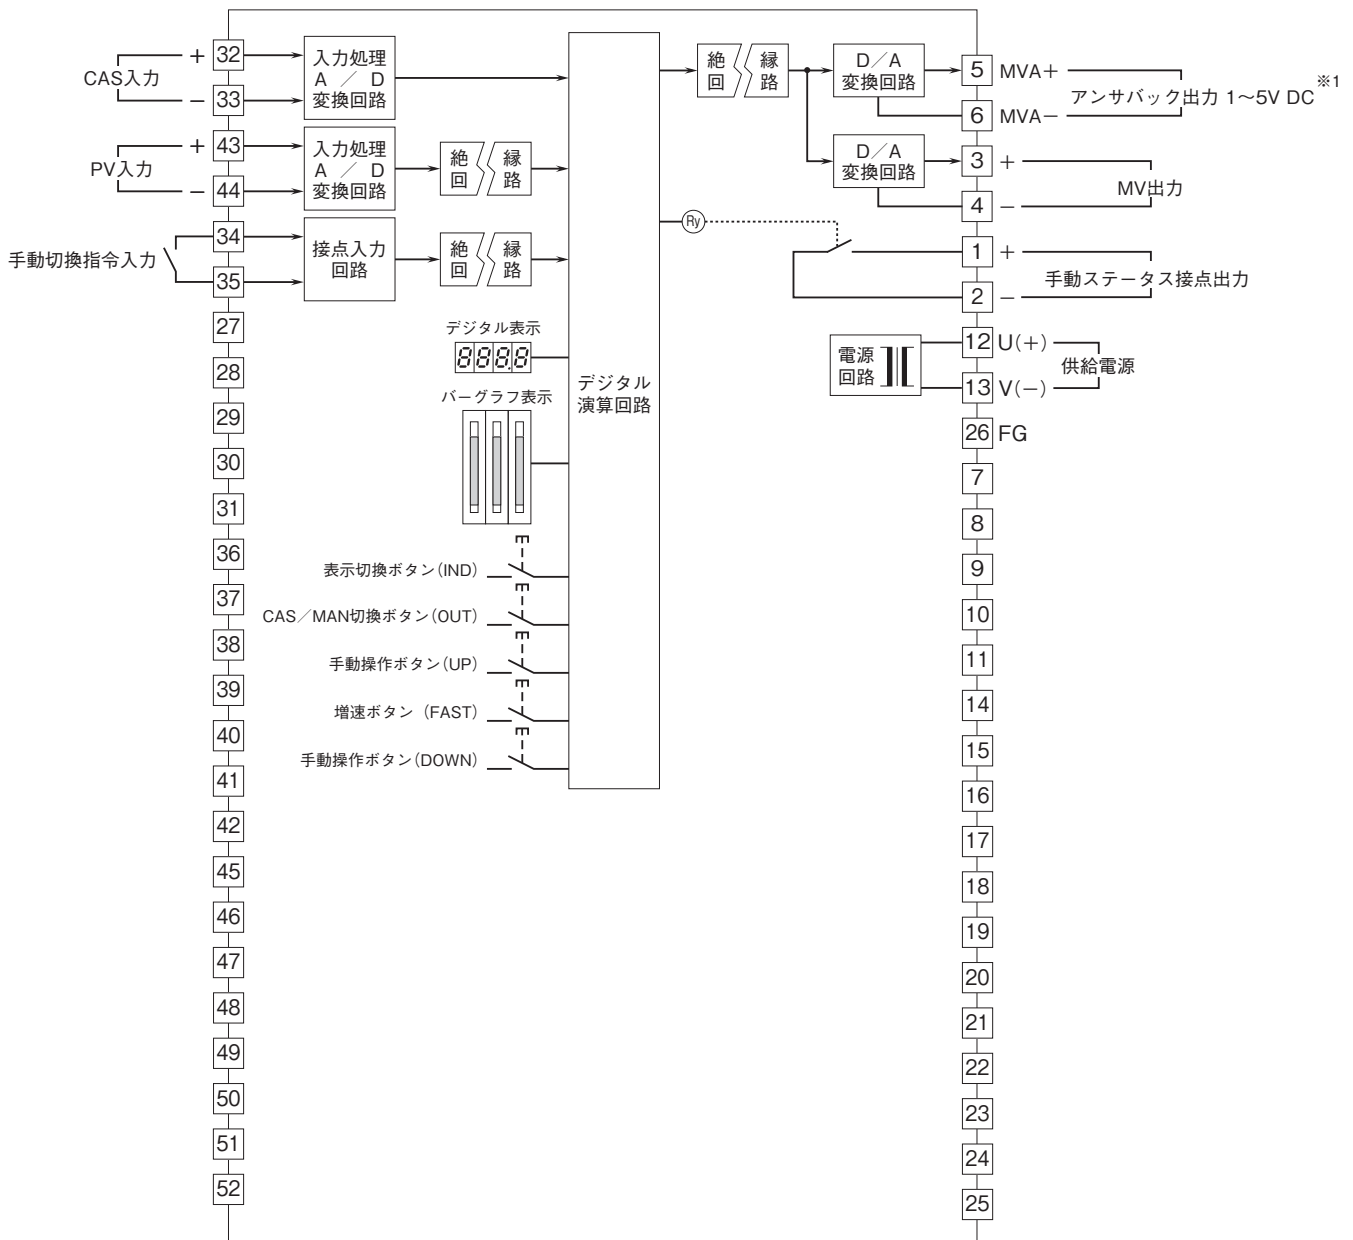 CAS入力
+
32
−
33
入力処理
A ／ D
変換回路
PV入力
+
43
−
44
入力処理
A ／ D
変換回路
絶縁
回路
手動切換指令入力
34
35
接点入力
回路
絶縁
回路
27
28
29
30
31
36
37
38
39
40
41
42
45
46
47
48
49
50
51
52
デジタル表示
888.8
バーグラフ表示
表示切換ボタン(IND)
CAS／MAN切換ボタン(OUT)
手動操作ボタン(UP)
増速ボタン (FAST)
手動操作ボタン(DOWN)
デジタル
演算回路
絶縁
回路
D／A
変換回路
D／A
変換回路
Ry
5 MVA+
6 MVA−
アンサバック出力 1〜5V DC※1
3 +
4 −
MV出力
1 +
2 −
手動ステータス接点出力
電源
回路
12 U(+)
13 V(−)
供給電源
26 FG
7
8
9
10
11
14
15
16
17
18
19
20
21
22
23
24
25